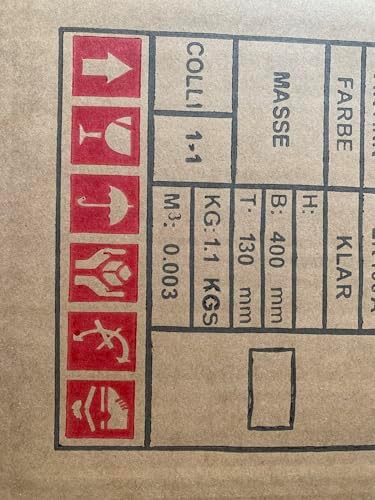 FARBE KLAR
H:
MASSE B: 400 mm
T: 130 mm
COLLI 1-1 KG: 1.1 KGS
M³: 0.003